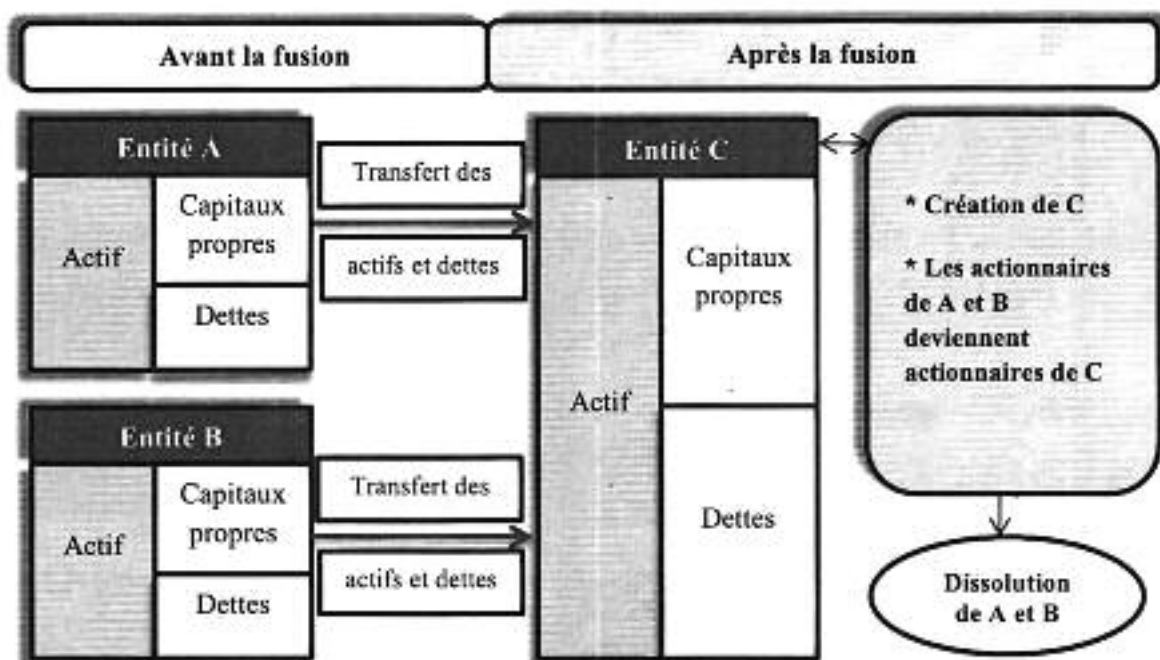 Avant la fusion
Après la fusion
Entité A
Actif
Capitaux
propres
Dettes
Transfert des
actifs et dettes
Entité B
Actif
Capitaux
propres
Dettes
Transfert des
actifs et dettes
Entité C
Actif
Capitaux
propres
Dettes
* Création de C
* Les actionnaires
de A et B
deviennent
actionnaires de C
Dissolution
de A et B